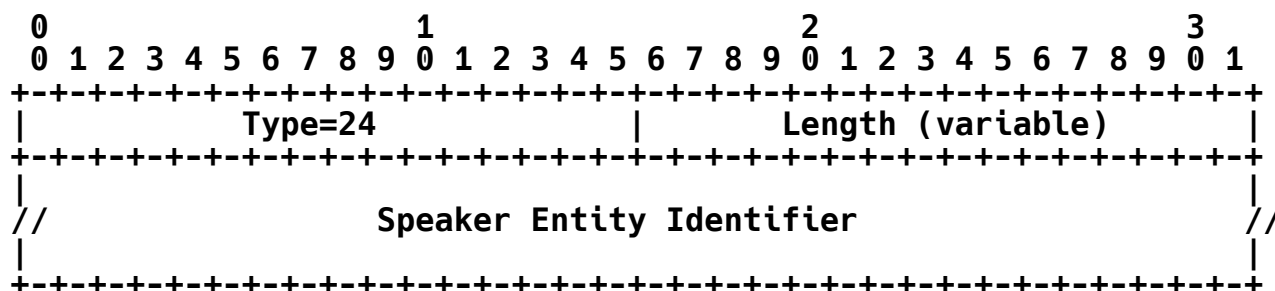 0                   1                   2                   3
 0 1 2 3 4 5 6 7 8 9 0 1 2 3 4 5 6 7 8 9 0 1 2 3 4 5 6 7 8 9 0 1
+-+-+-+-+-+-+-+-+-+-+-+-+-+-+-+-+-+-+-+-+-+-+-+-+-+-+-+-+-+-+-+-+
|           Type=24             |       Length (variable)       |
+-+-+-+-+-+-+-+-+-+-+-+-+-+-+-+-+-+-+-+-+-+-+-+-+-+-+-+-+-+-+-+-+
|                                                               |
//                 Speaker Entity Identifier                    //
|                                                               |
+-+-+-+-+-+-+-+-+-+-+-+-+-+-+-+-+-+-+-+-+-+-+-+-+-+-+-+-+-+-+-+-+